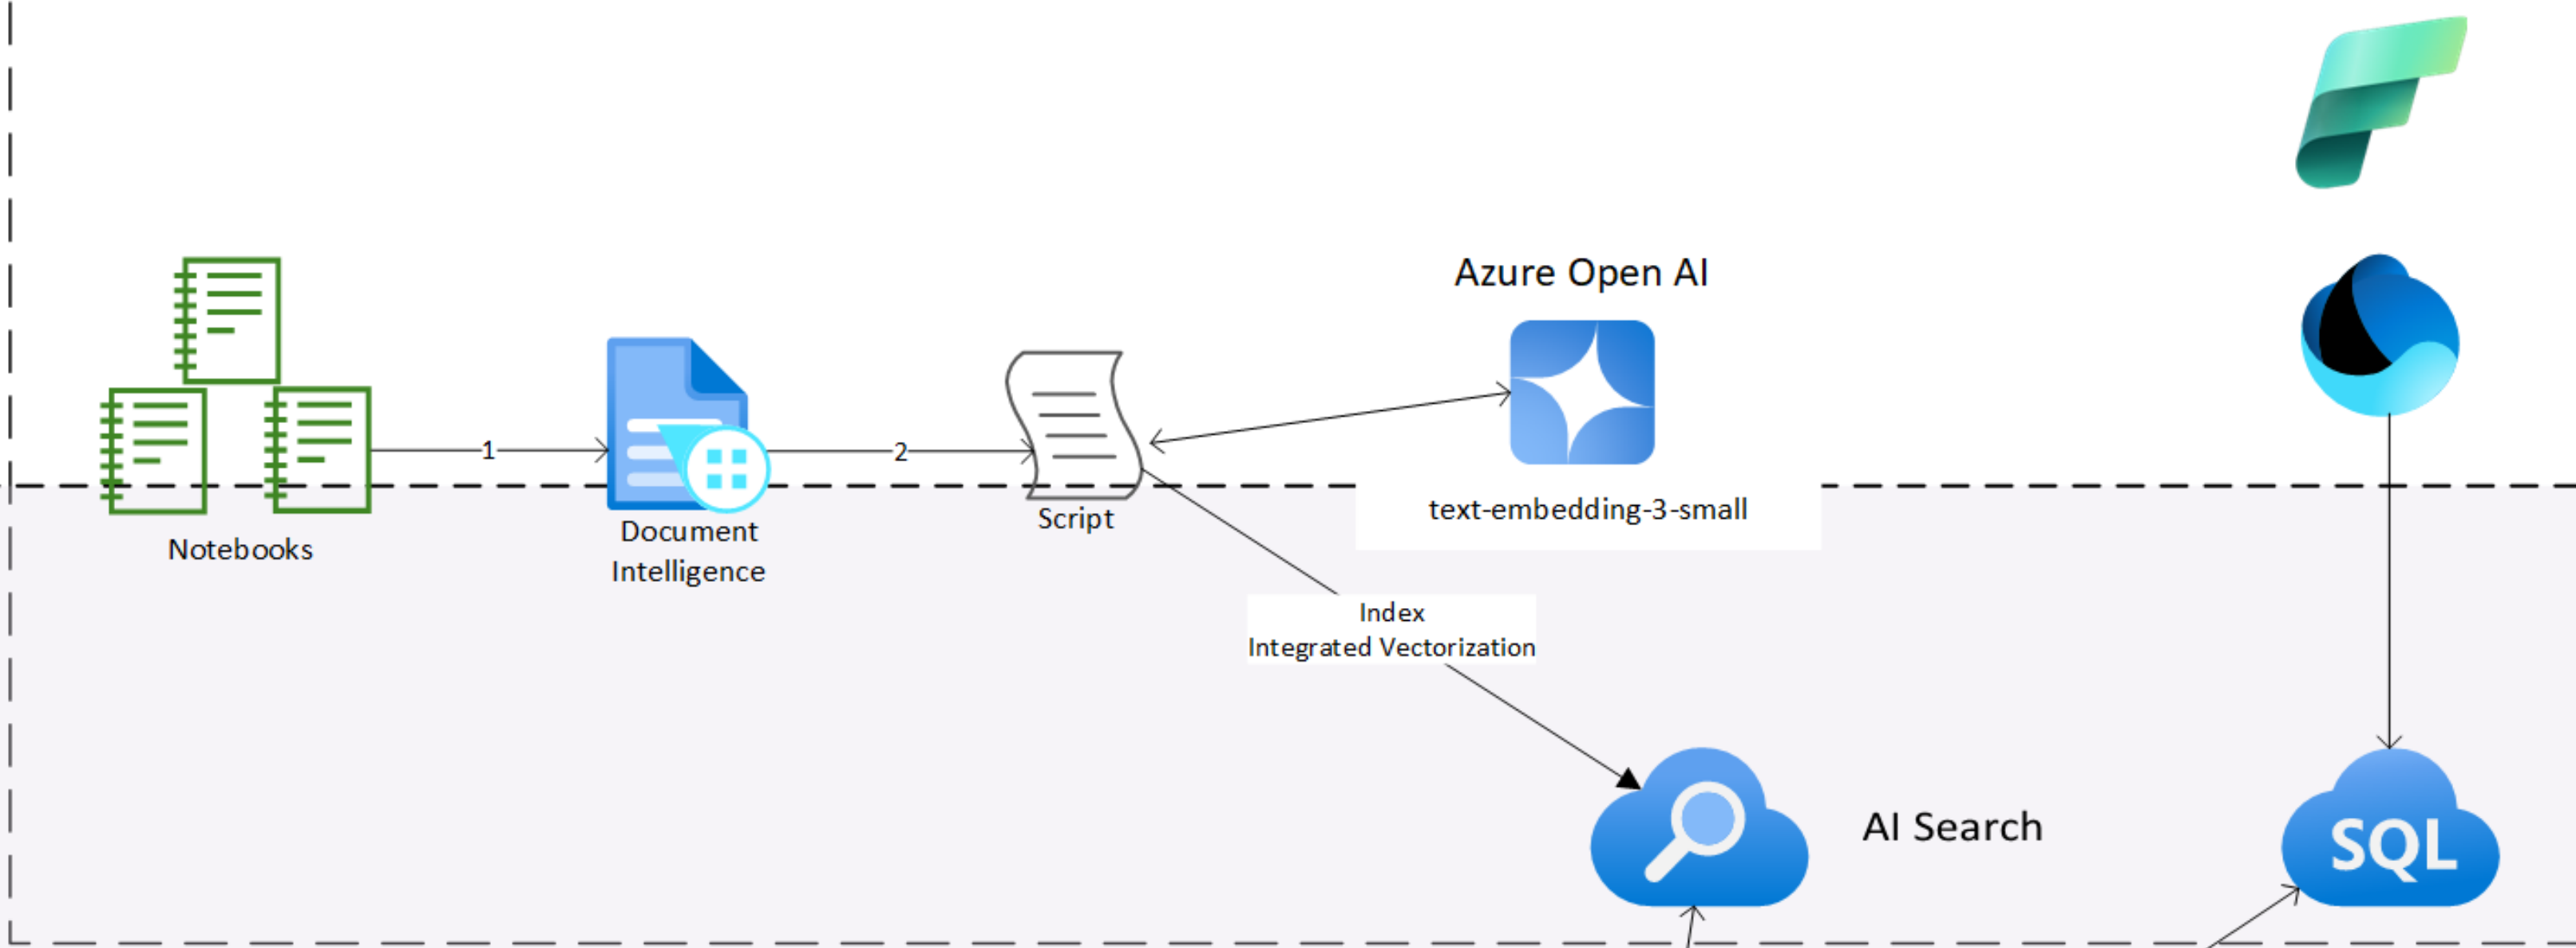 Azure Open AI
1
2
text-embedding-3-small
Script
Document
Intelligence
Notebooks
Index
Integrated Vectorization
AI Search
SQL